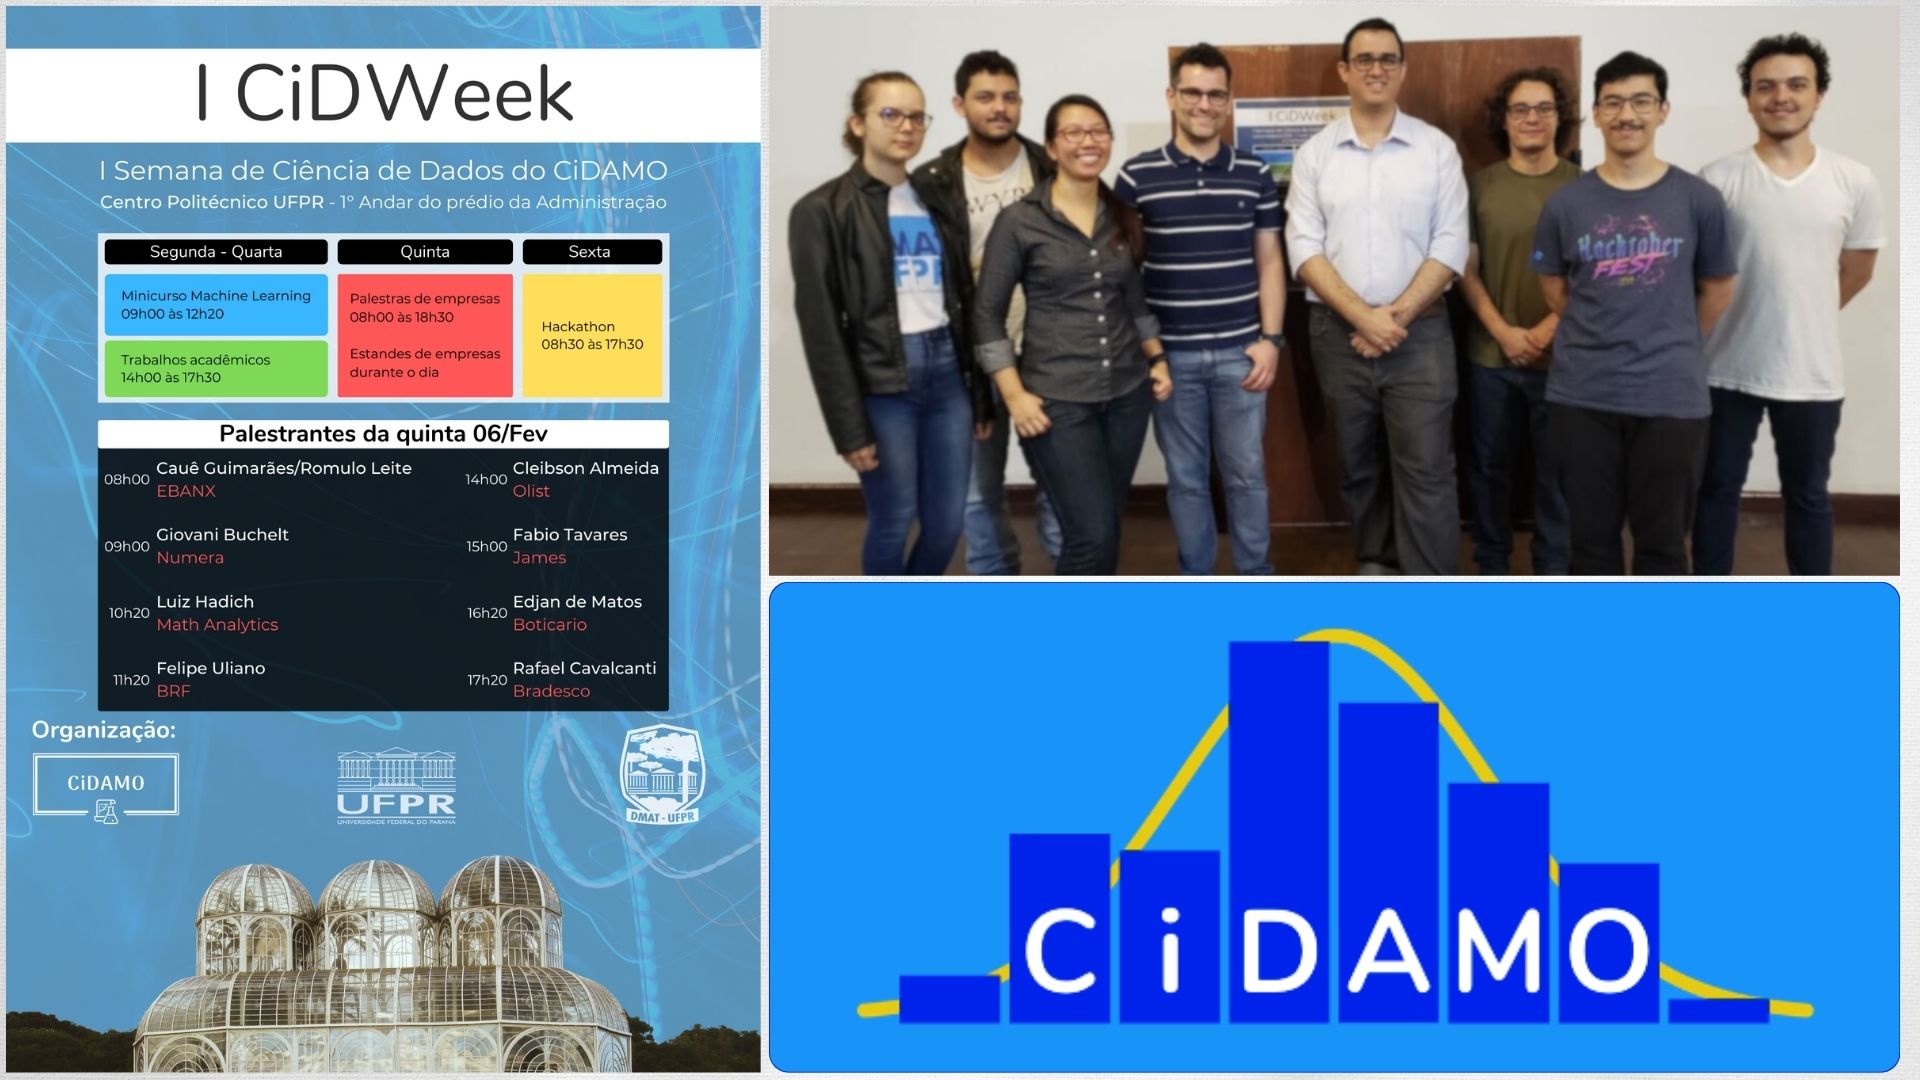 I CiDWeek
I Semana de Ciência de Dados do CiDAMO
Centro Politécnico UFPR - 1º Andar do prédio da Administração
Segunda - Quarta
Quinta
Sexta
Minicurso Machine Learning
09h00 às 12h20
Trabalhos acadêmicos
14h00 às 17h30
Palestras de empresas
08h00 às 18h30
Estandes de empresas
durante o dia
Hackathon
08h30 às 17h30
Palestrantes da quinta 06/Fev
08h00
Cauê Guimarães/Romulo Leite
EBANX
09h00
Giovani Buchelt
Numera
10h20
Luiz Hadich
Math Analytics
11h20
Felipe Uliano
BRF
14h00
Cleibson Almeida
Olist
15h00
Fabio Tavares
James
16h20
Edjan de Matos
Boticario
17h20
Rafael Cavalcanti
Bradesco
Organização:
CiDAMO
UFPR
UNIVERSIDADE FEDERAL DO PARANÁ
DMAT - UFPR
I CiDWeek
Hacktober
FEST
CiDAMO